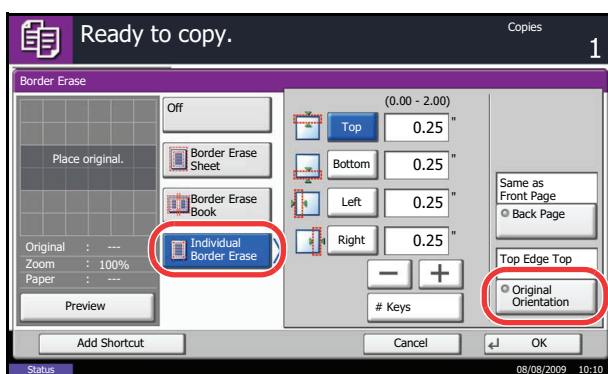 Ready to copy.
Copies
1
Border Erase
Place original.
Original : ---
Zoom : 100%
Paper : ---
Preview
Off
Border Erase
Sheet
Border Erase
Book
Individual
Border Erase
(0.00 - 2.00)
Top 0.25 "
Bottom 0.25 "
Left 0.25 "
Right 0.25 "
# Keys
Same as
Front Page
Back Page
Top Edge Top
Original
Orientation
Add Shortcut
Cancel
OK
Status
08/08/2009 10:10